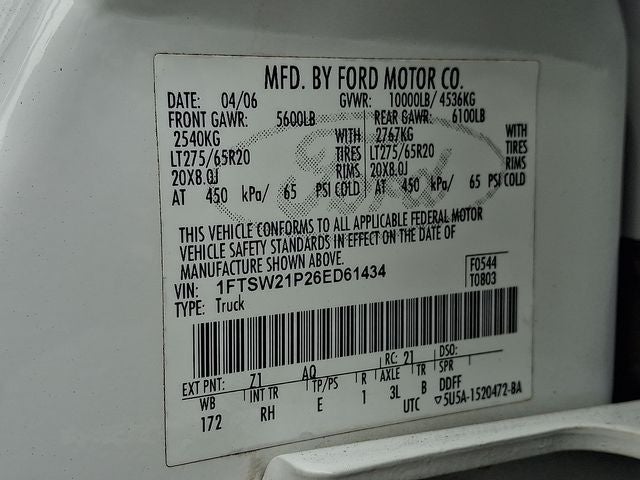 MFD. BY FORD MOTOR CO.
DATE: 04/06 GVWR: 10000LB/ 4536KG
FRONT GAWR: 5600LB REAR GAWR: 6100LB
2540KG WITH 2767KG WITH
LT275/65R20 TIRES LT275/65R20 TIRES
20X8.0J RIMS 20X8.0J RIMS
AT 450 kPa/ 65 PSI COLD AT 450 kPa/ 65 PSI COLD
Ford
THIS VEHICLE CONFORMS TO ALL APPLICABLE FEDERAL MOTOR
VEHICLE SAFETY STANDARDS IN EFFECT ON THE DATE OF
MANUFACTURE SHOWN ABOVE.
VIN: 1FTSW21P26ED61434 F0544
TYPE: Truck T0803
EXT PNT: Z1 AQ RC: 21 DSO:
WB INT TR TP/PS R AXLE TR SPR
172 RH E 1 3L B DDFF
UTC ▽5U5A-1520472-BA